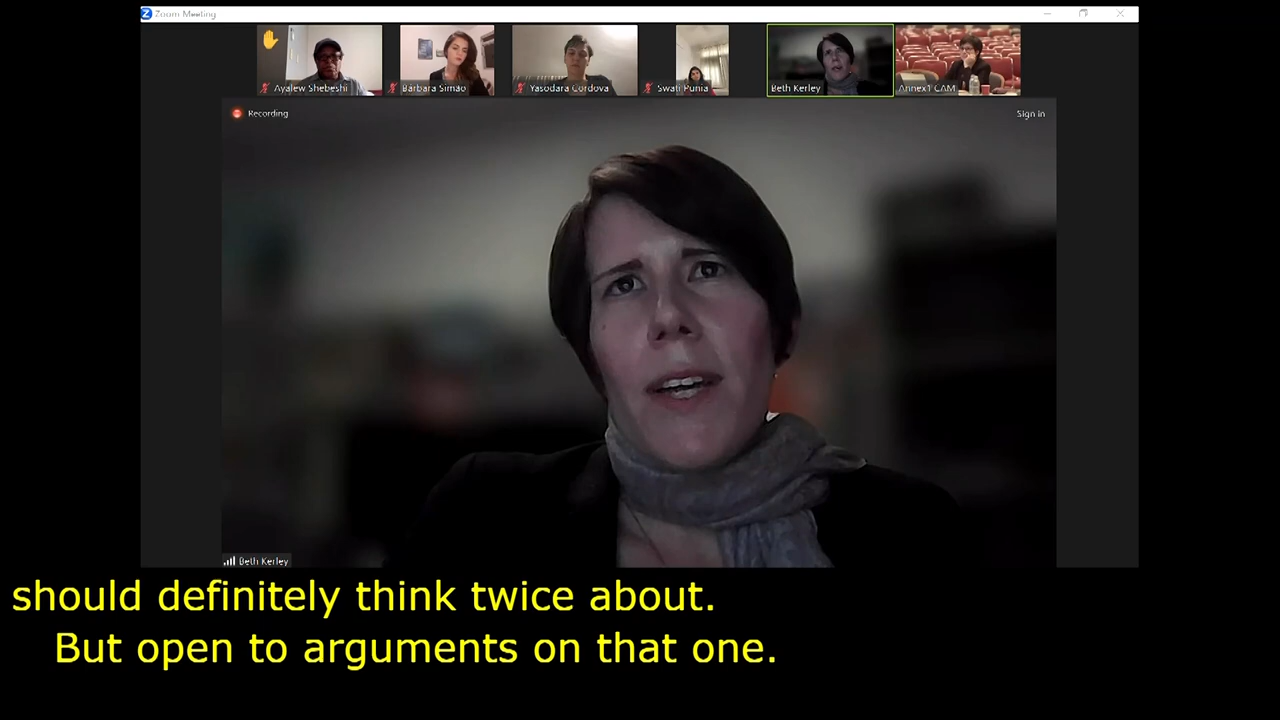 Zoom Meeting
Ayalew Shebeshi
Bárbara Simão
Yasodara Cordova
Swati Punia
Beth Kerley
Annex1 CAM
Recording
Sign in
Beth Kerley
should definitely think twice about.
But open to arguments on that one.